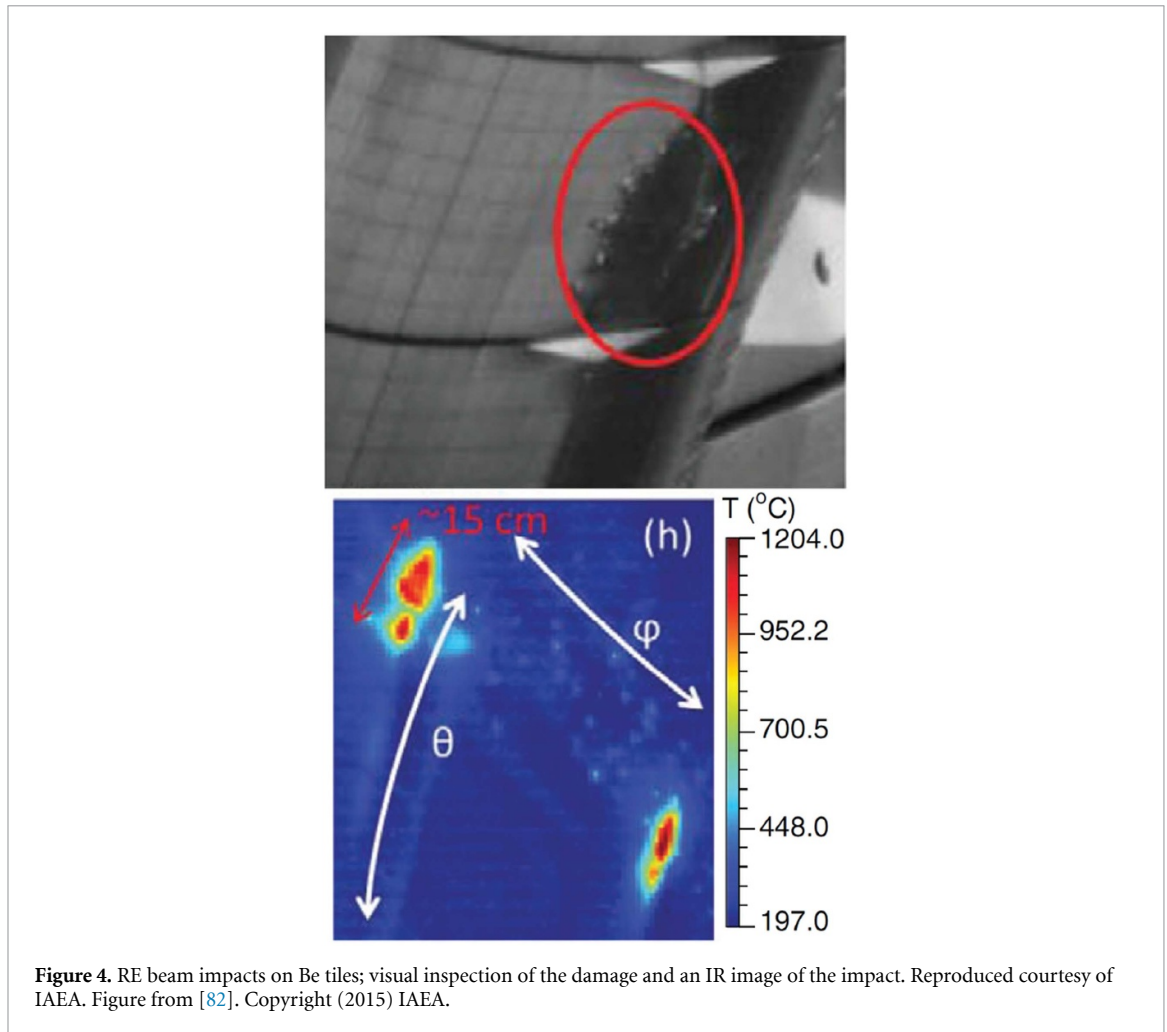 T (°C)
~15 cm
(h)
1204.0
φ
952.2
θ
700.5
448.0
197.0
Figure 4. RE beam impacts on Be tiles; visual inspection of the damage and an IR image of the impact. Reproduced courtesy of
IAEA. Figure from [82]. Copyright (2015) IAEA.